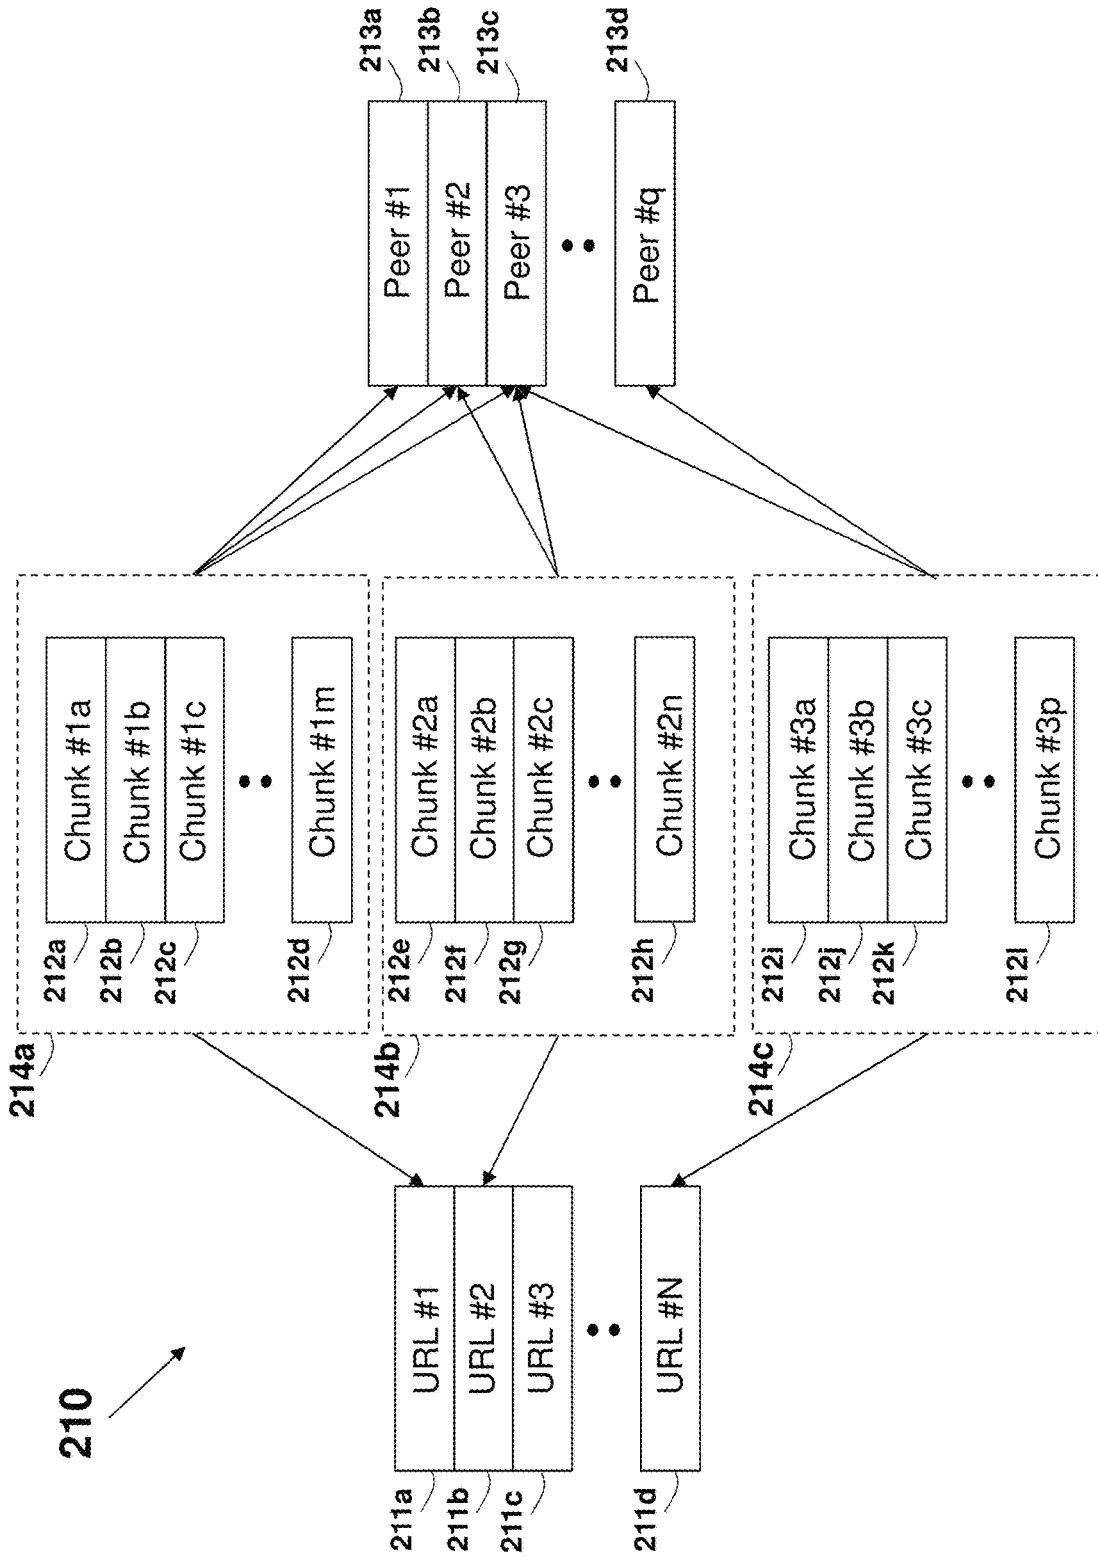 210
211a
URL #1
211b
URL #2
211c
URL #3
211d
URL #N
214a
212a
Chunk #1a
212b
Chunk #1b
212c
Chunk #1c
212d
Chunk #1m
214b
212e
Chunk #2a
212f
Chunk #2b
212g
Chunk #2c
212h
Chunk #2n
214c
212i
Chunk #3a
212j
Chunk #3b
212k
Chunk #3c
212l
Chunk #3p
Peer #1
213a
Peer #2
213b
Peer #3
213c
Peer #q
213d